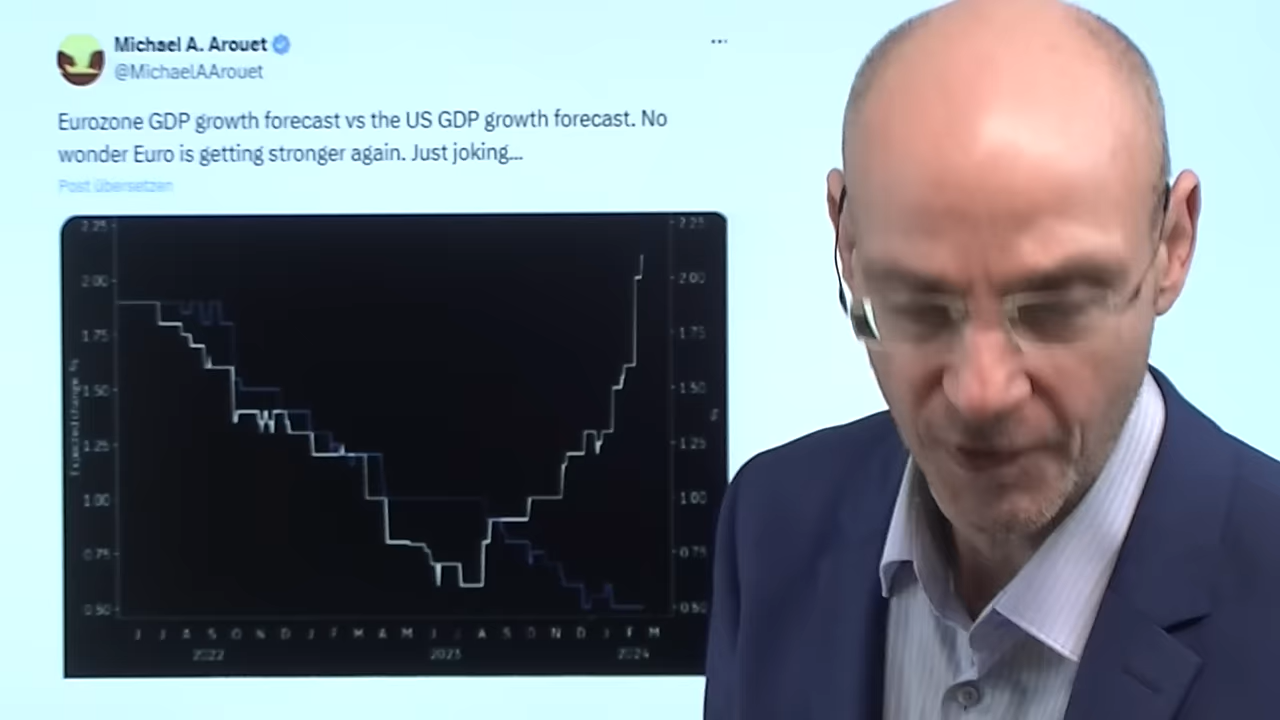 Michael A. Arouet
@MichaelAArouet
Eurozone GDP growth forecast vs the US GDP growth forecast. No
wonder Euro is getting stronger again. Just joking...
Post übersetzen
2.25 2.25
2.00 2.00
1.75 1.75
1.50 1.50
1.25 1.25
1.00 1.00
0.75 0.75
0.50 0.50
Expected change %
%
J J A S O N D J F M A M J J A S O N D J F M
2022 2023 2024